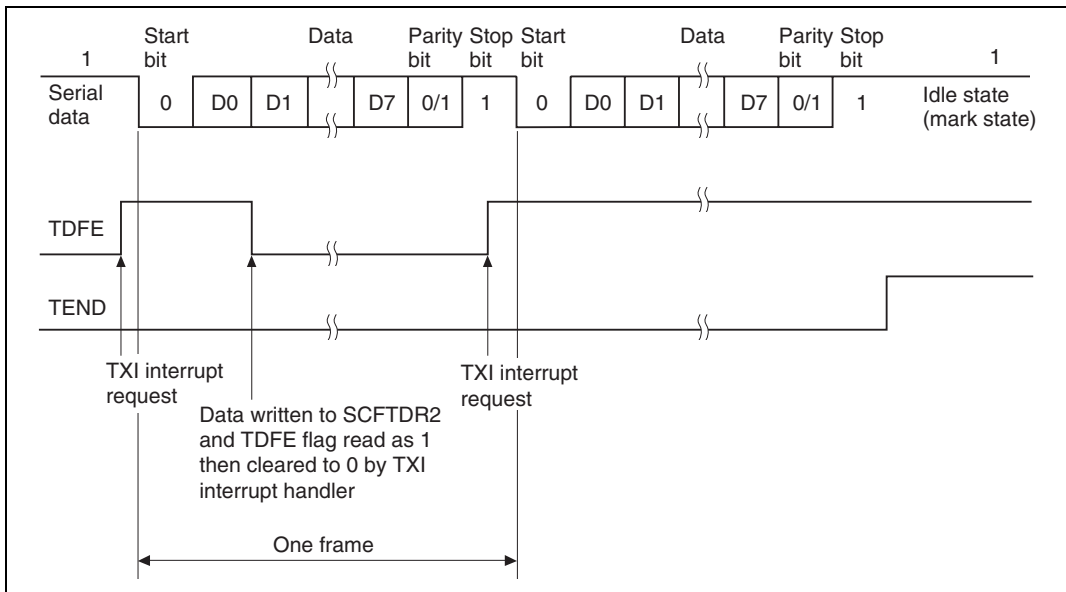 Start Data Parity Stop Start Data Parity Stop
1 bit bit bit bit bit bit 1
Serial data 0 D0 D1 D7 0/1 1 0 D0 D1 D7 0/1 1 Idle state (mark state)
TDFE
TEND
TXI interrupt
request
Data written to SCFTDR2
and TDFE flag read as 1
then cleared to 0 by TXI
interrupt handler
TXI interrupt
request
One frame